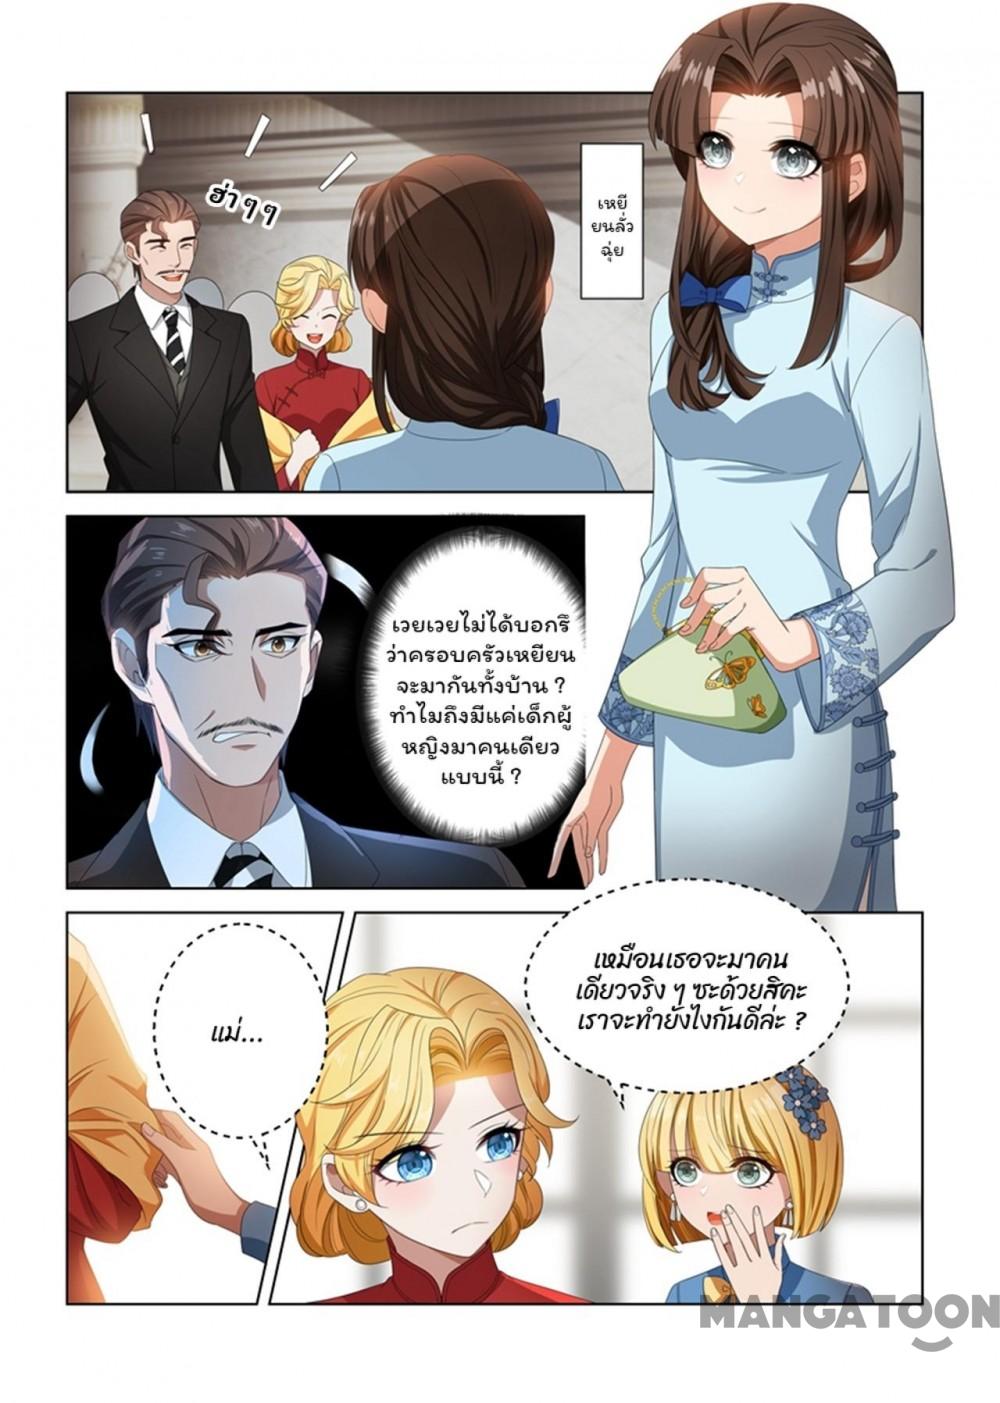 ฮ่าๆๆ
เหยี
ยนลั่ว
ฉุ่ย
เวยเวยไม่ได้บอกรึ
ว่าครอบครัวเหยียน
จะมากันทั้งบ้าน ?
ทำไมถึงมีแค่เด็กผู้
หญิงมาคนเดียว
แบบนี้ ?
แม่...
เหมือนเธอจะมาคน
เดียวจริง ๆ ซะด้วยสิคะ
เราจะทำยังไงกันดีล่ะ ?
MANGATOON